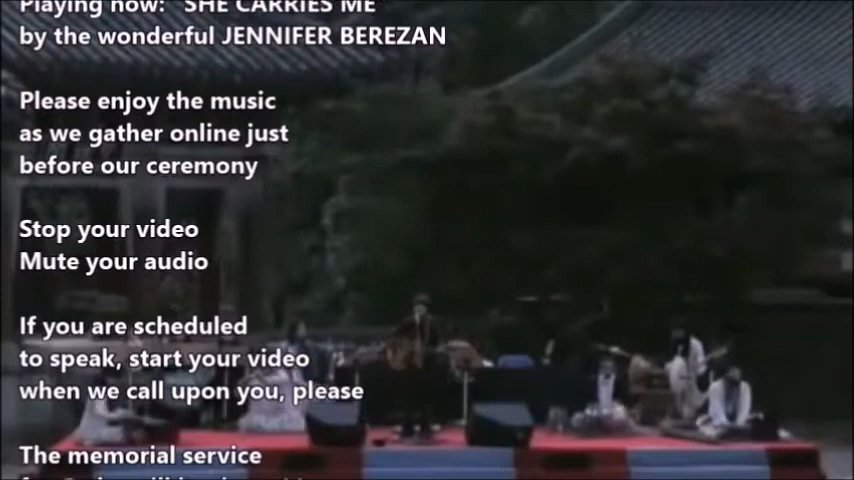 Playing now: "SHE CARRIES ME"
by the wonderful JENNIFER BEREZAN
Please enjoy the music
as we gather online just
before our ceremony
Stop your video
Mute your audio
If you are scheduled
to speak, start your video
when we call upon you, please
The memorial service